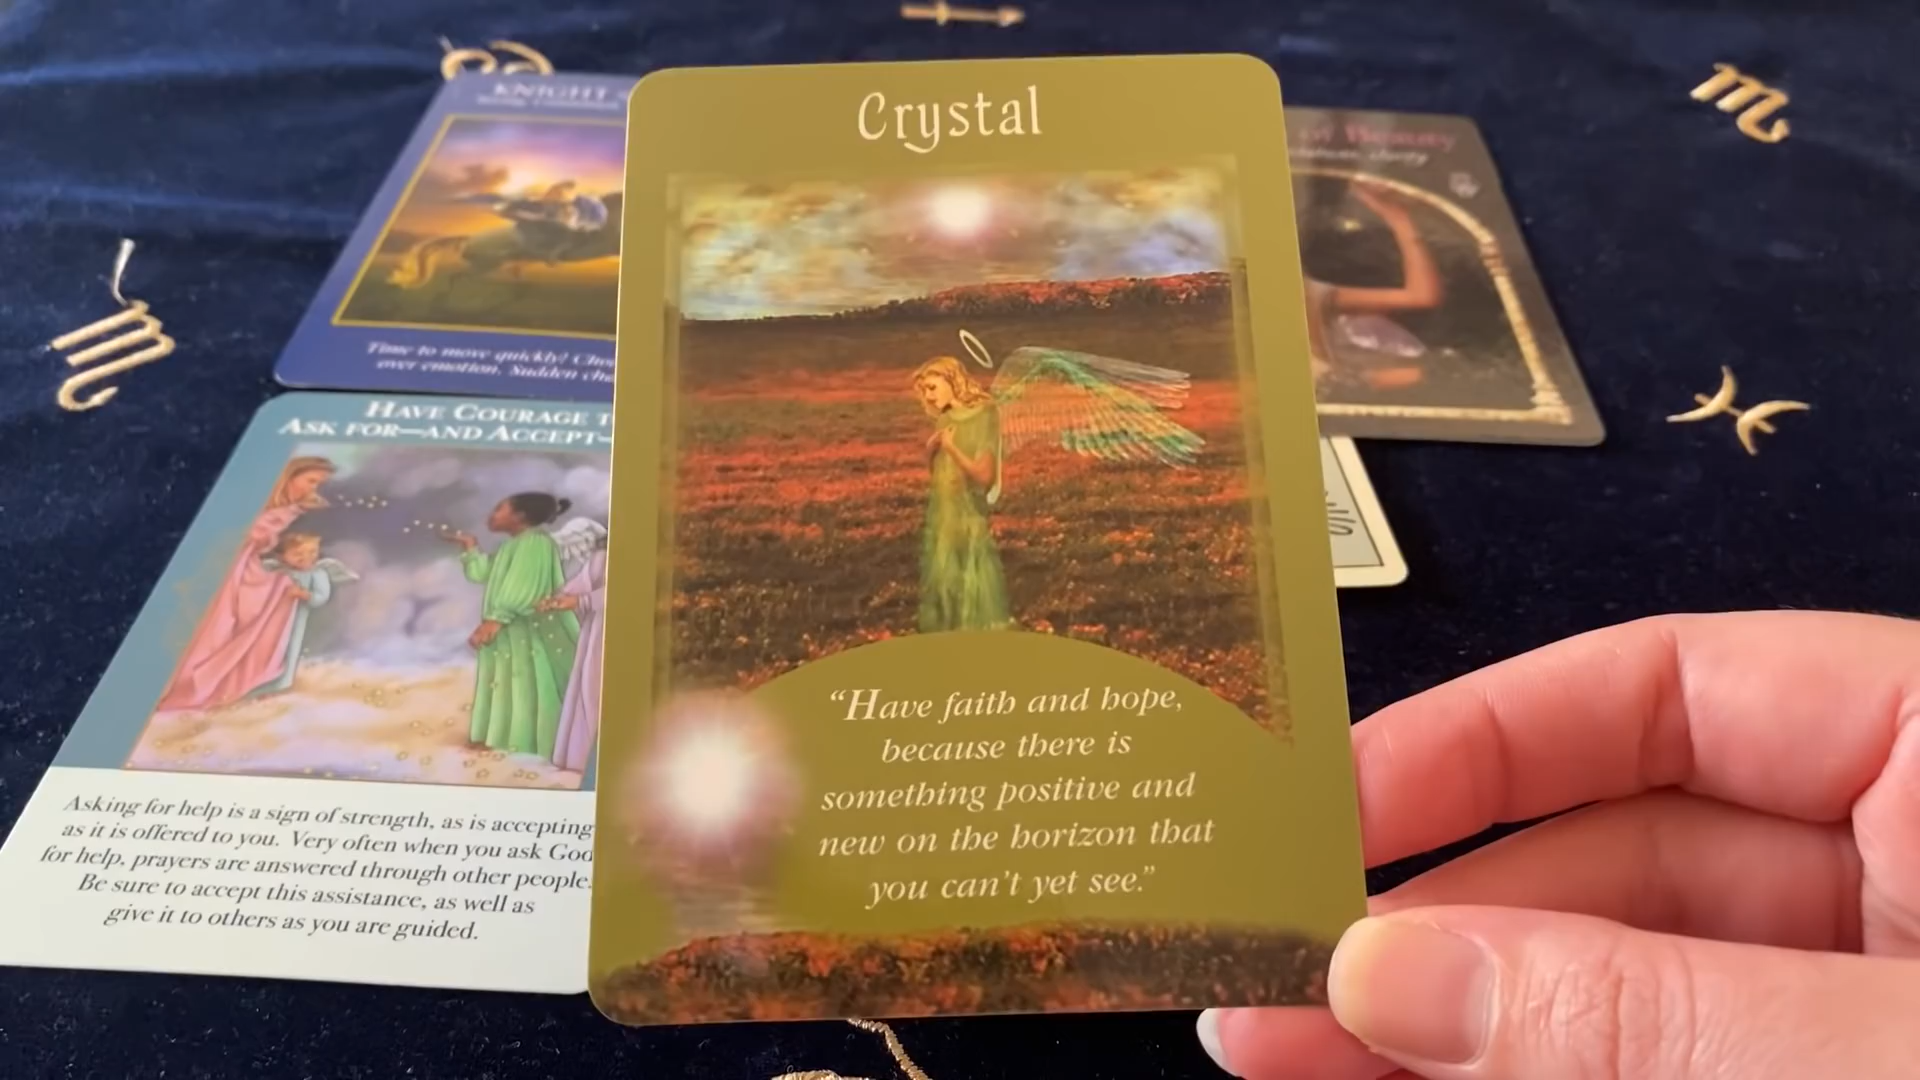 Crystal
“Have faith and hope,
because there is
something positive and
new on the horizon that
you can’t yet see.”
KNIGHT
Time to move quickly!
over emotion. Sudden
HAVE COURAGE
ASK FOR—AND ACCEPT—
Asking for help is a sign of strength, as is accepting
as it is offered to you. Very often when you ask God
for help, prayers are answered through other people.
Be sure to accept this assistance, as well as
give it to others as you are guided.
of Beauty